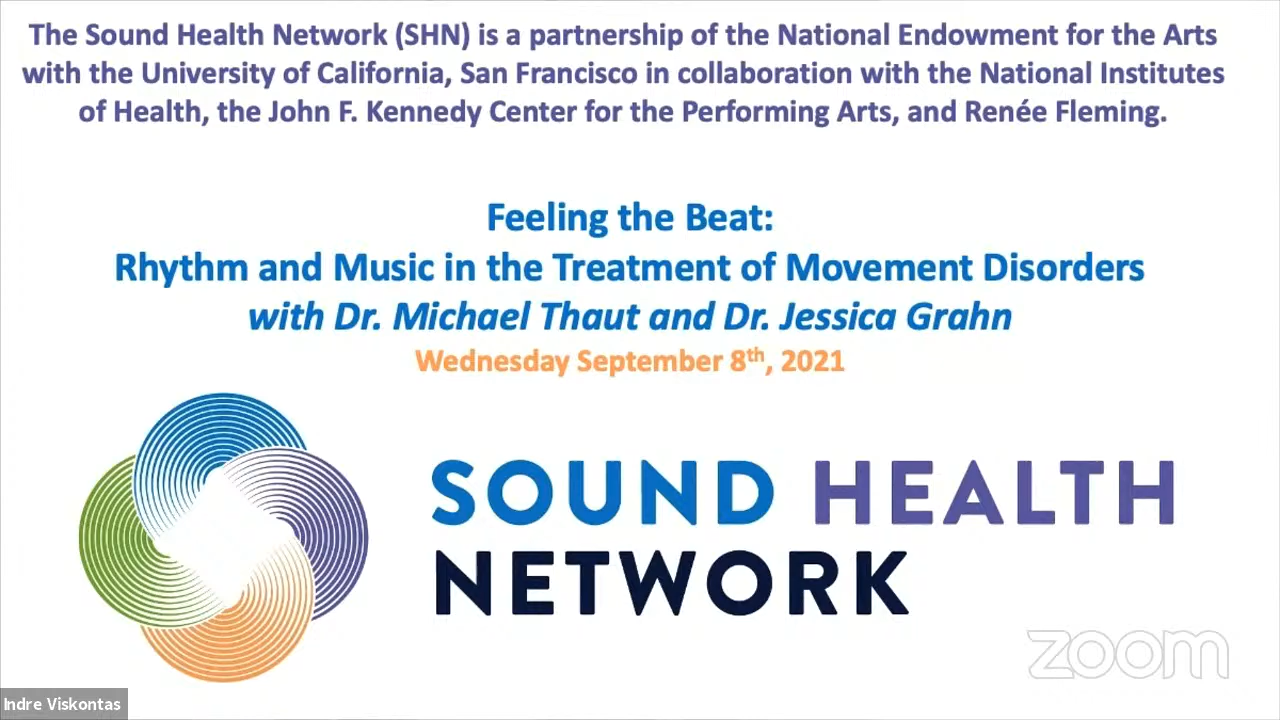 The Sound Health Network (SHN) is a partnership of the National Endowment for the Arts
with the University of California, San Francisco in collaboration with the National Institutes
of Health, the John F. Kennedy Center for the Performing Arts, and Renée Fleming.
Feeling the Beat:
Rhythm and Music in the Treatment of Movement Disorders
with Dr. Michael Thaut and Dr. Jessica Grahn
Wednesday September 8th, 2021
SOUND HEALTH
NETWORK
zoom
Indre Viskontas